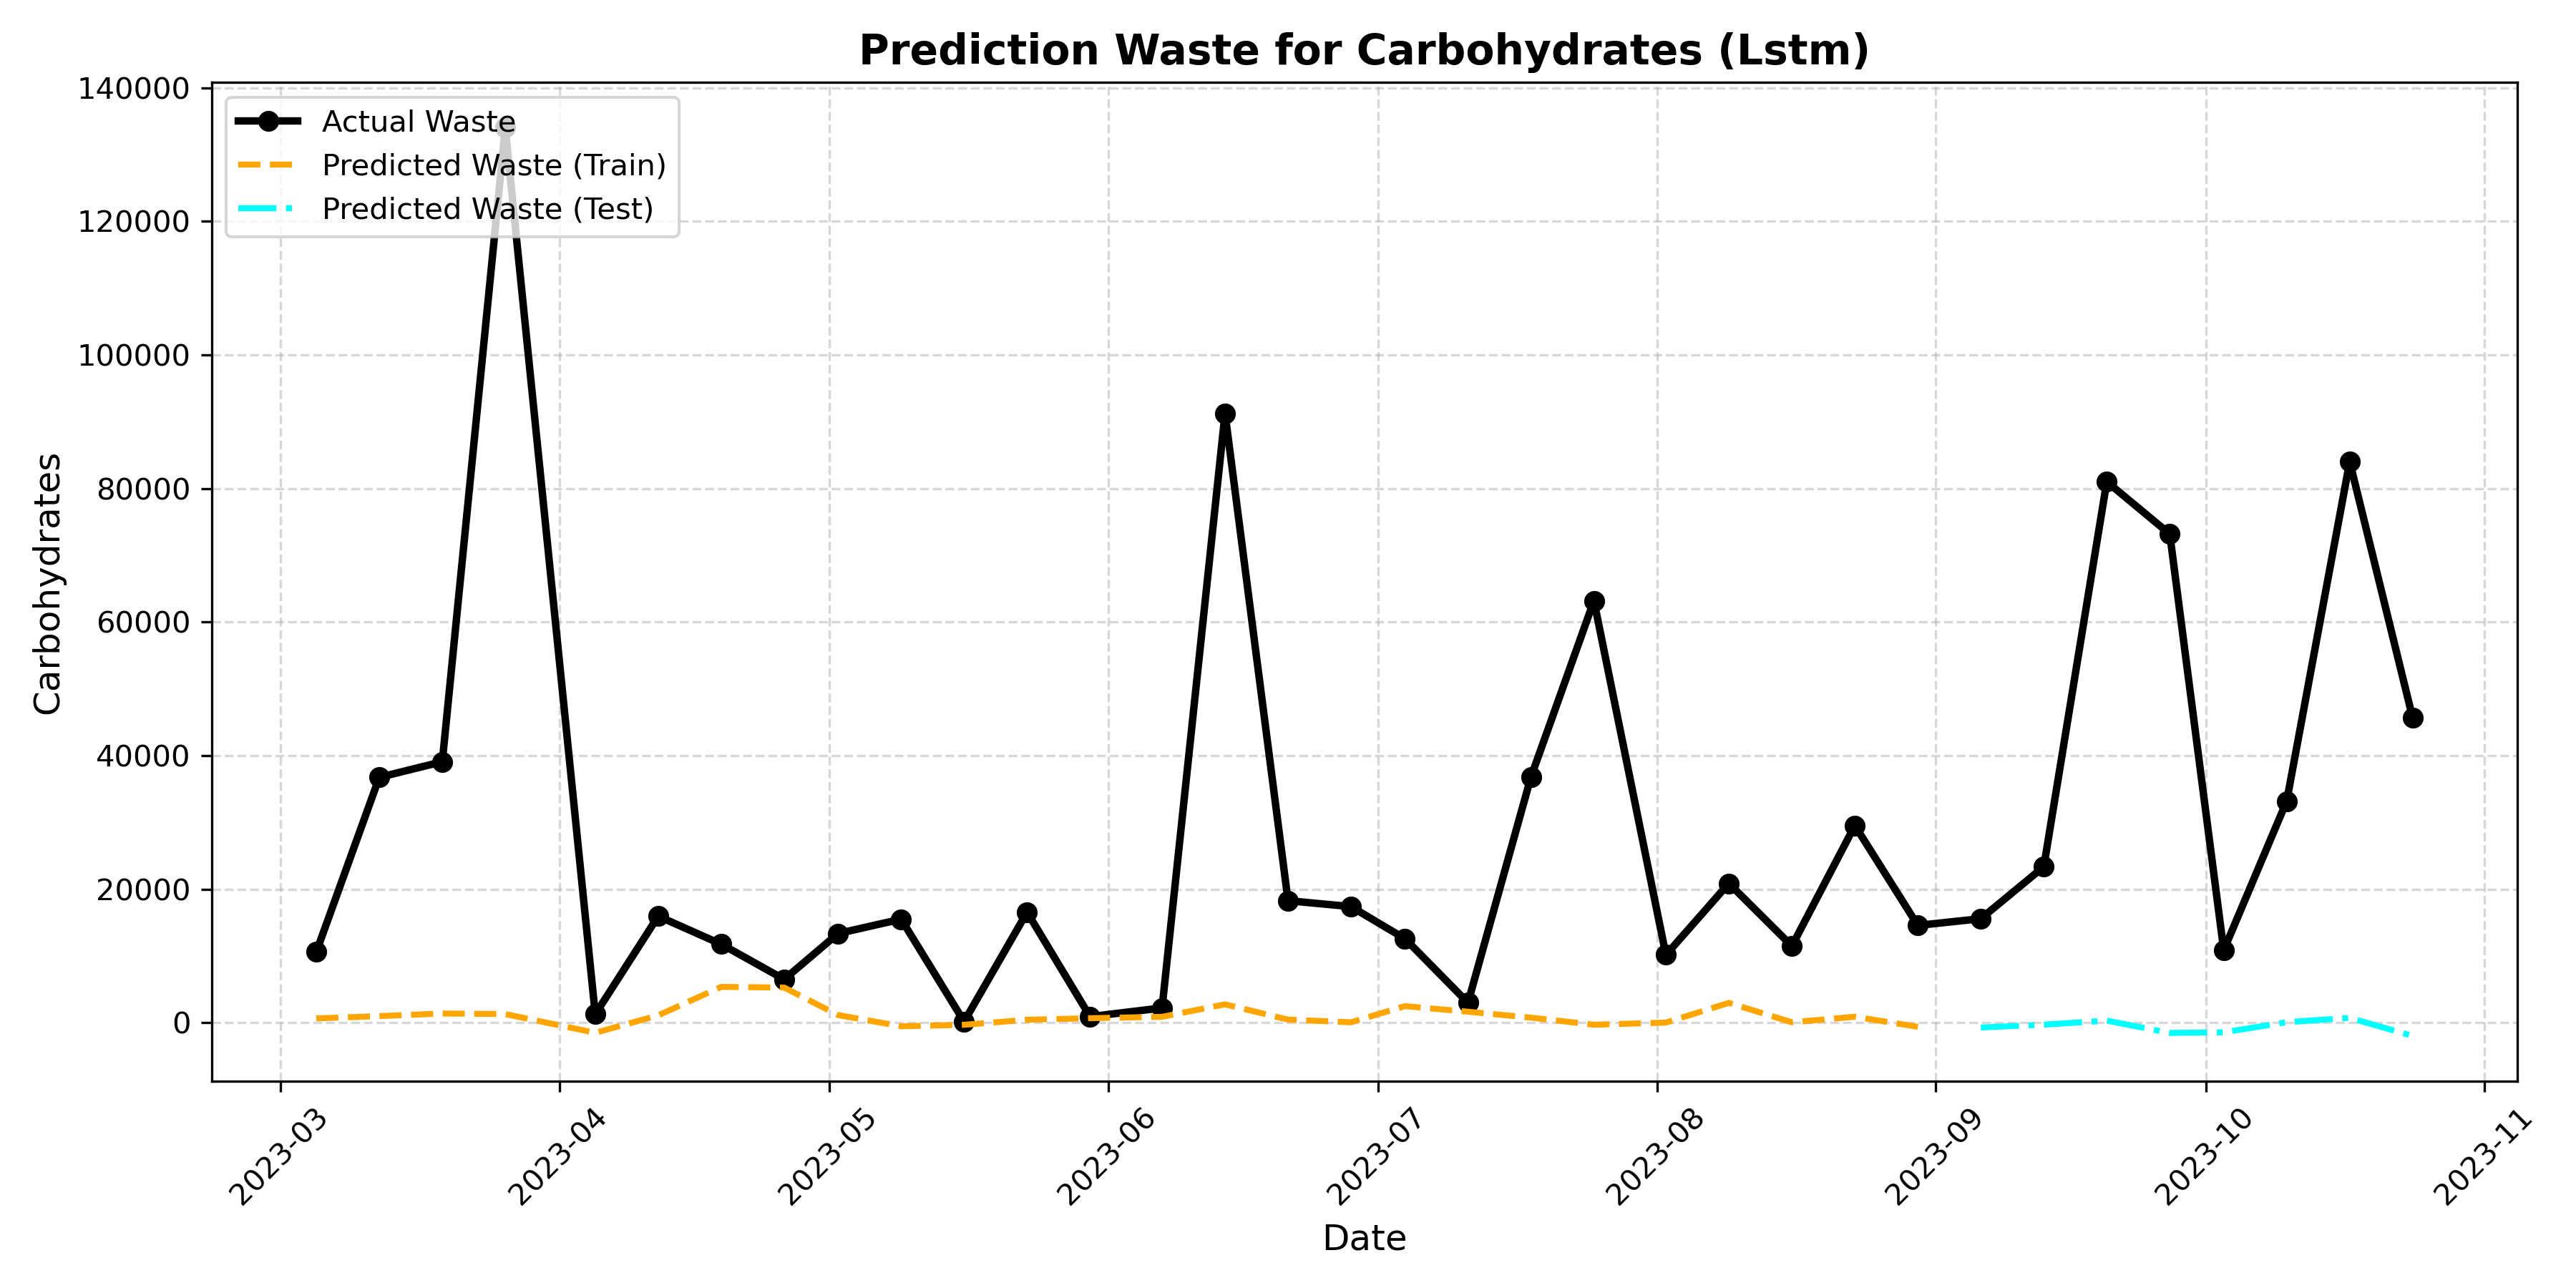 Prediction Waste for Carbohydrates (Lstm)
140000
120000
100000
80000
60000
40000
20000
0
Carbohydrates
Actual Waste
Predicted Waste (Train)
Predicted Waste (Test)
2023-03
2023-04
2023-05
2023-06
2023-07
2023-08
2023-09
2023-10
2023-11
Date